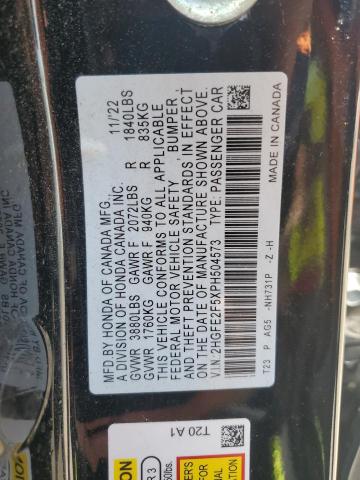 MFD BY HONDA OF CANADA MFG. 11/'22
A DIVISION OF HONDA CANADA INC.
GVWR 3880LBS GAWR F 2072LBS R 1840LBS
GVWR 1760KG GAWR F 940KG R 835KG
THIS VEHICLE CONFORMS TO ALL APPLICABLE
FEDERAL MOTOR VEHICLE SAFETY, BUMPER
AND THEFT PREVENTION STANDARDS IN EFFECT
ON THE DATE OF MANUFACTURE SHOWN ABOVE.
V.I.N.:2HGFE2F5XPH504573 TYPE: PASSENGER CAR
T23 P AG5 -NH731P -Z -H MADE IN CANADA
T20 A1